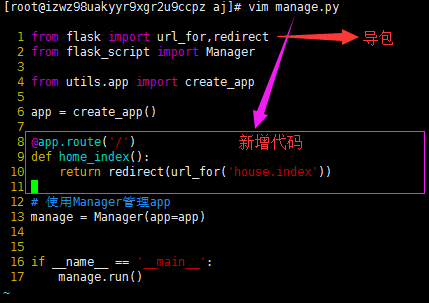 [root@izwz98uakyyr9xgr2u9ccpz aj]# vim manage.py
1 from flask import url_for,redirect 导包
2 from flask_script import Manager
3
4 from utils.app import create_app
5
6 app = create_app()
7
8 @app.route('/') 新增代码
9 def home_index():
10     return redirect(url_for('house.index'))
11
12 # 使用Manager管理app
13 manage = Manager(app=app)
14
15
16 if __name__ == '__main__':
17     manage.run()
~